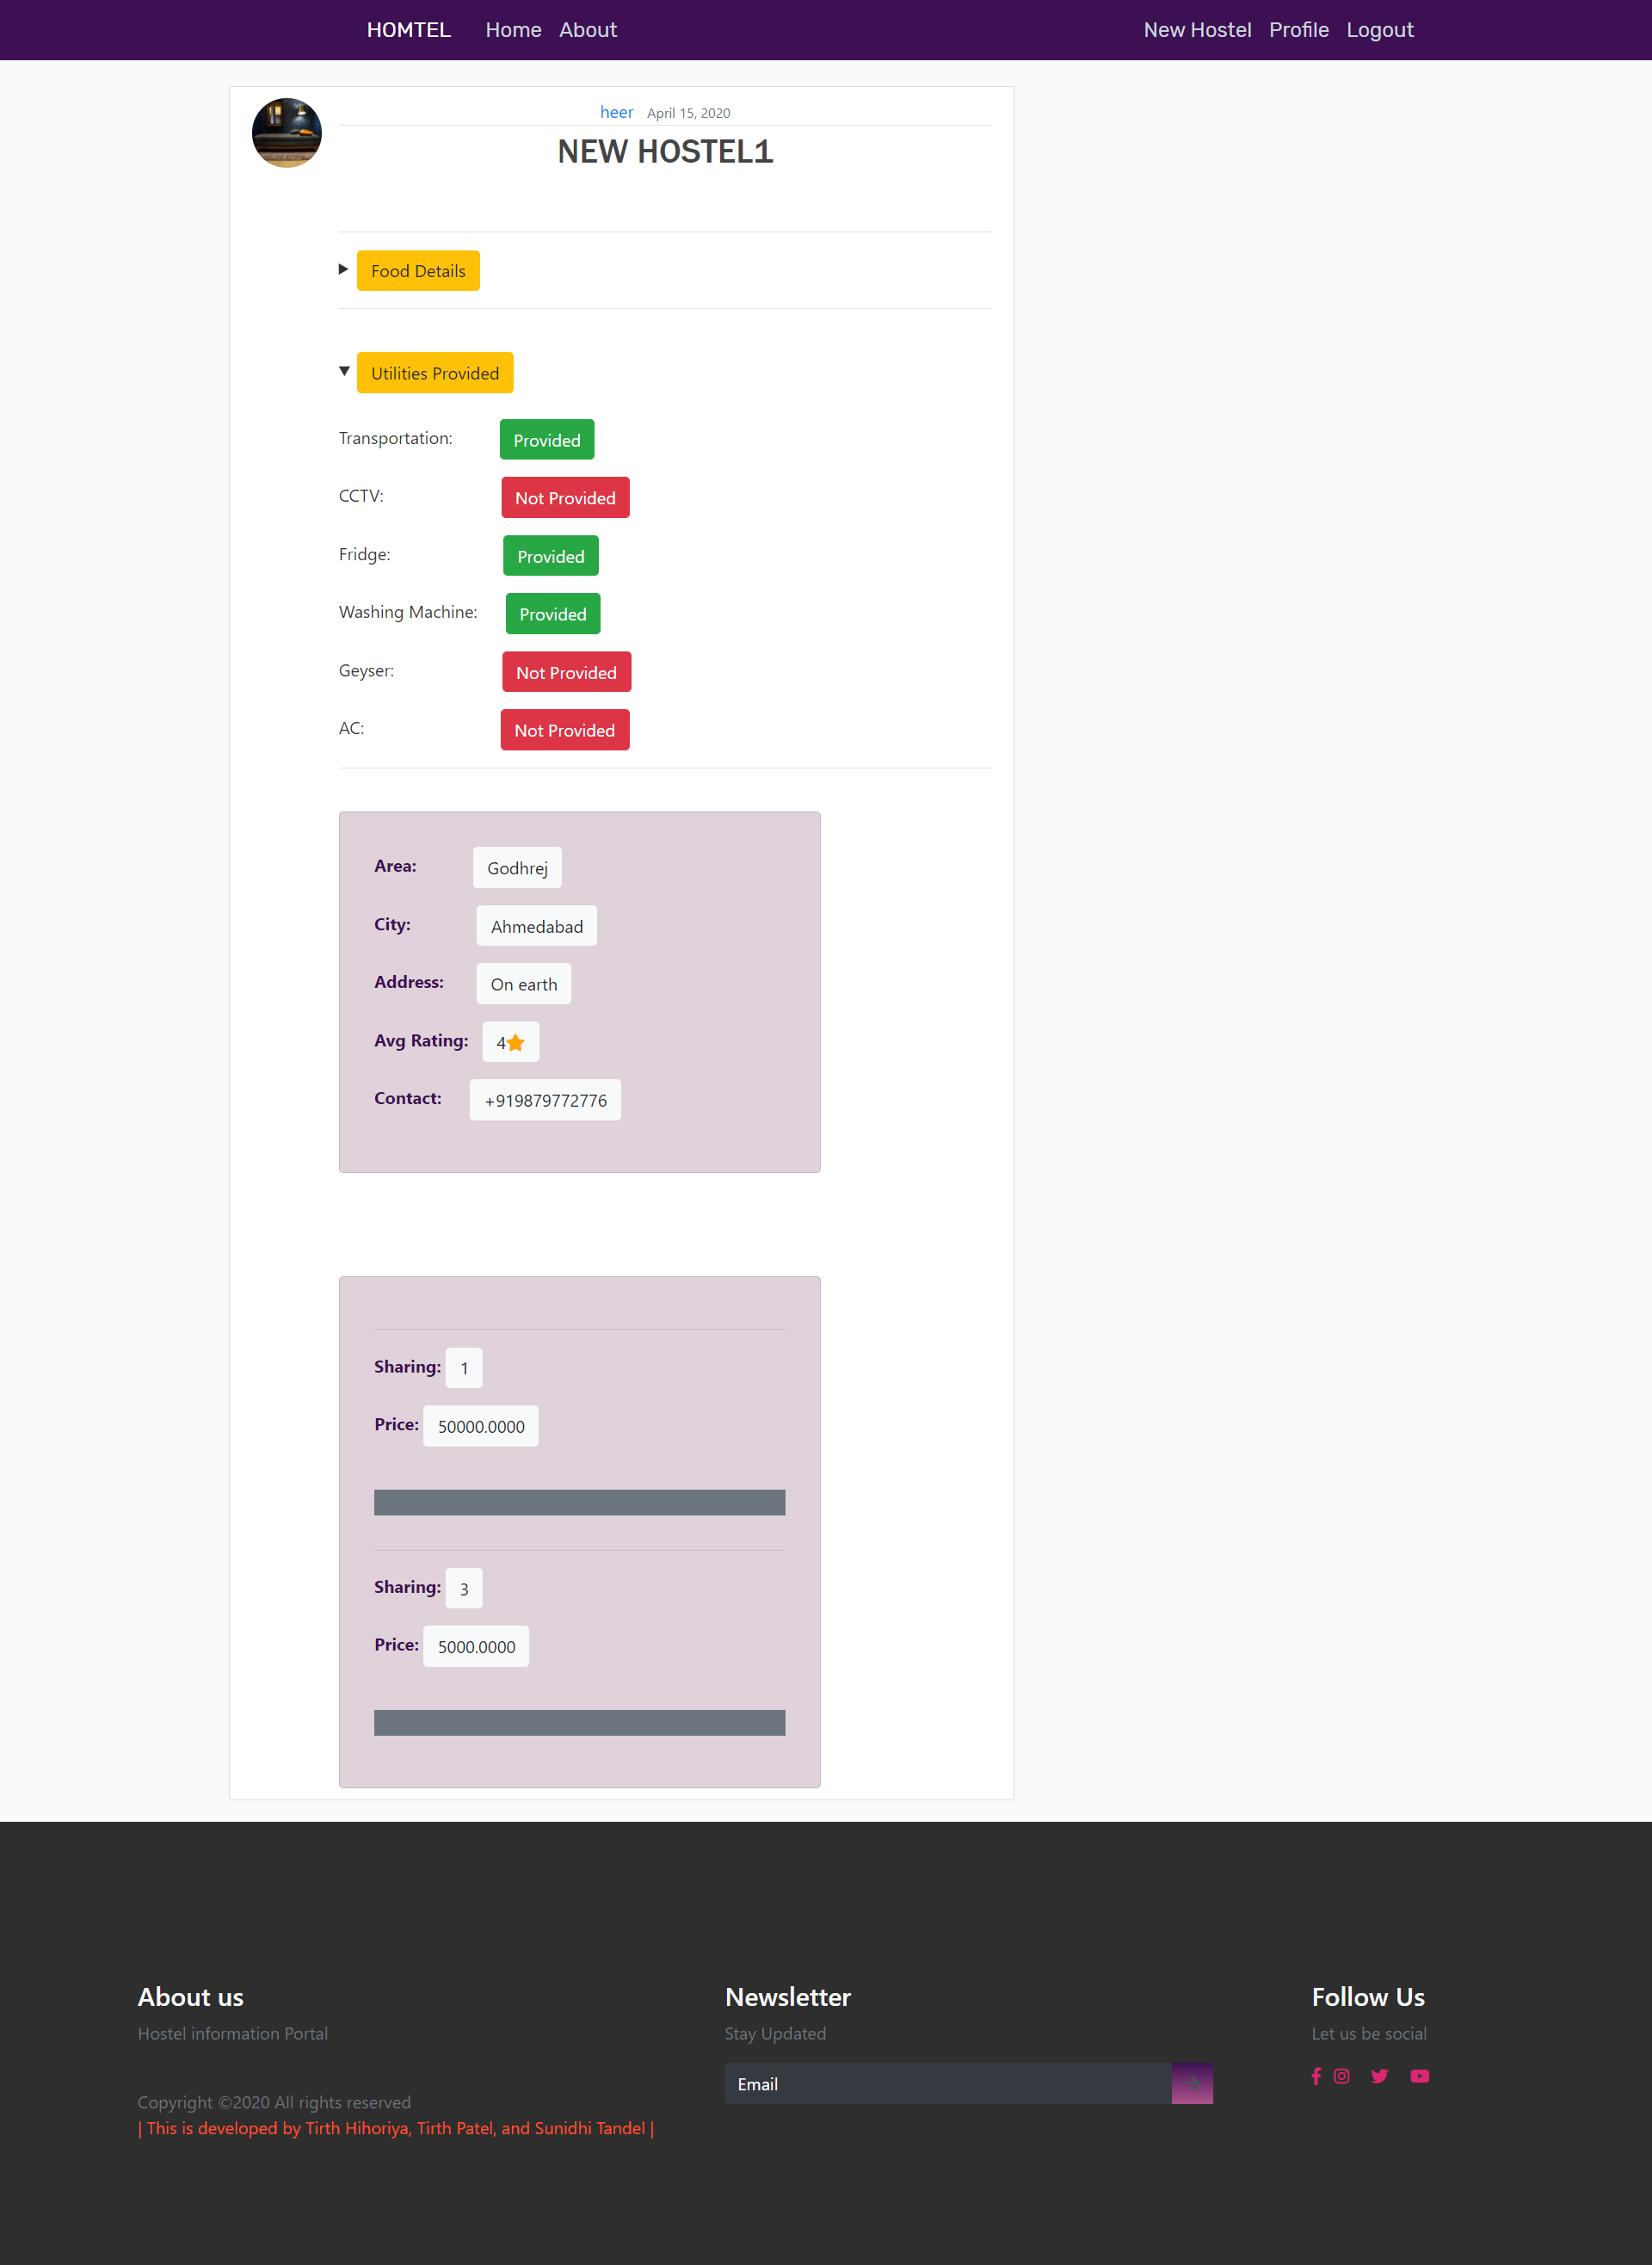 HOMTEL Home About New Hostel Profile Logout
heer April 15, 2020
NEW HOSTEL1
Food Details
Utilities Provided
Transportation: Provided
CCTV: Not Provided
Fridge: Provided
Washing Machine: Provided
Geyser: Not Provided
AC: Not Provided
Area: Godhrej
City: Ahmedabad
Address: On earth
Avg Rating: 4
Contact: +919879772776
Sharing: 1
Price: 50000.0000
Sharing: 3
Price: 5000.0000
About us
Hostel information Portal
Copyright ©2020 All rights reserved
| This is developed by Tirth Hihoriya, Tirth Patel, and Sunidhi Tandel |
Newsletter
Stay Updated
Email
Follow Us
Let us be social